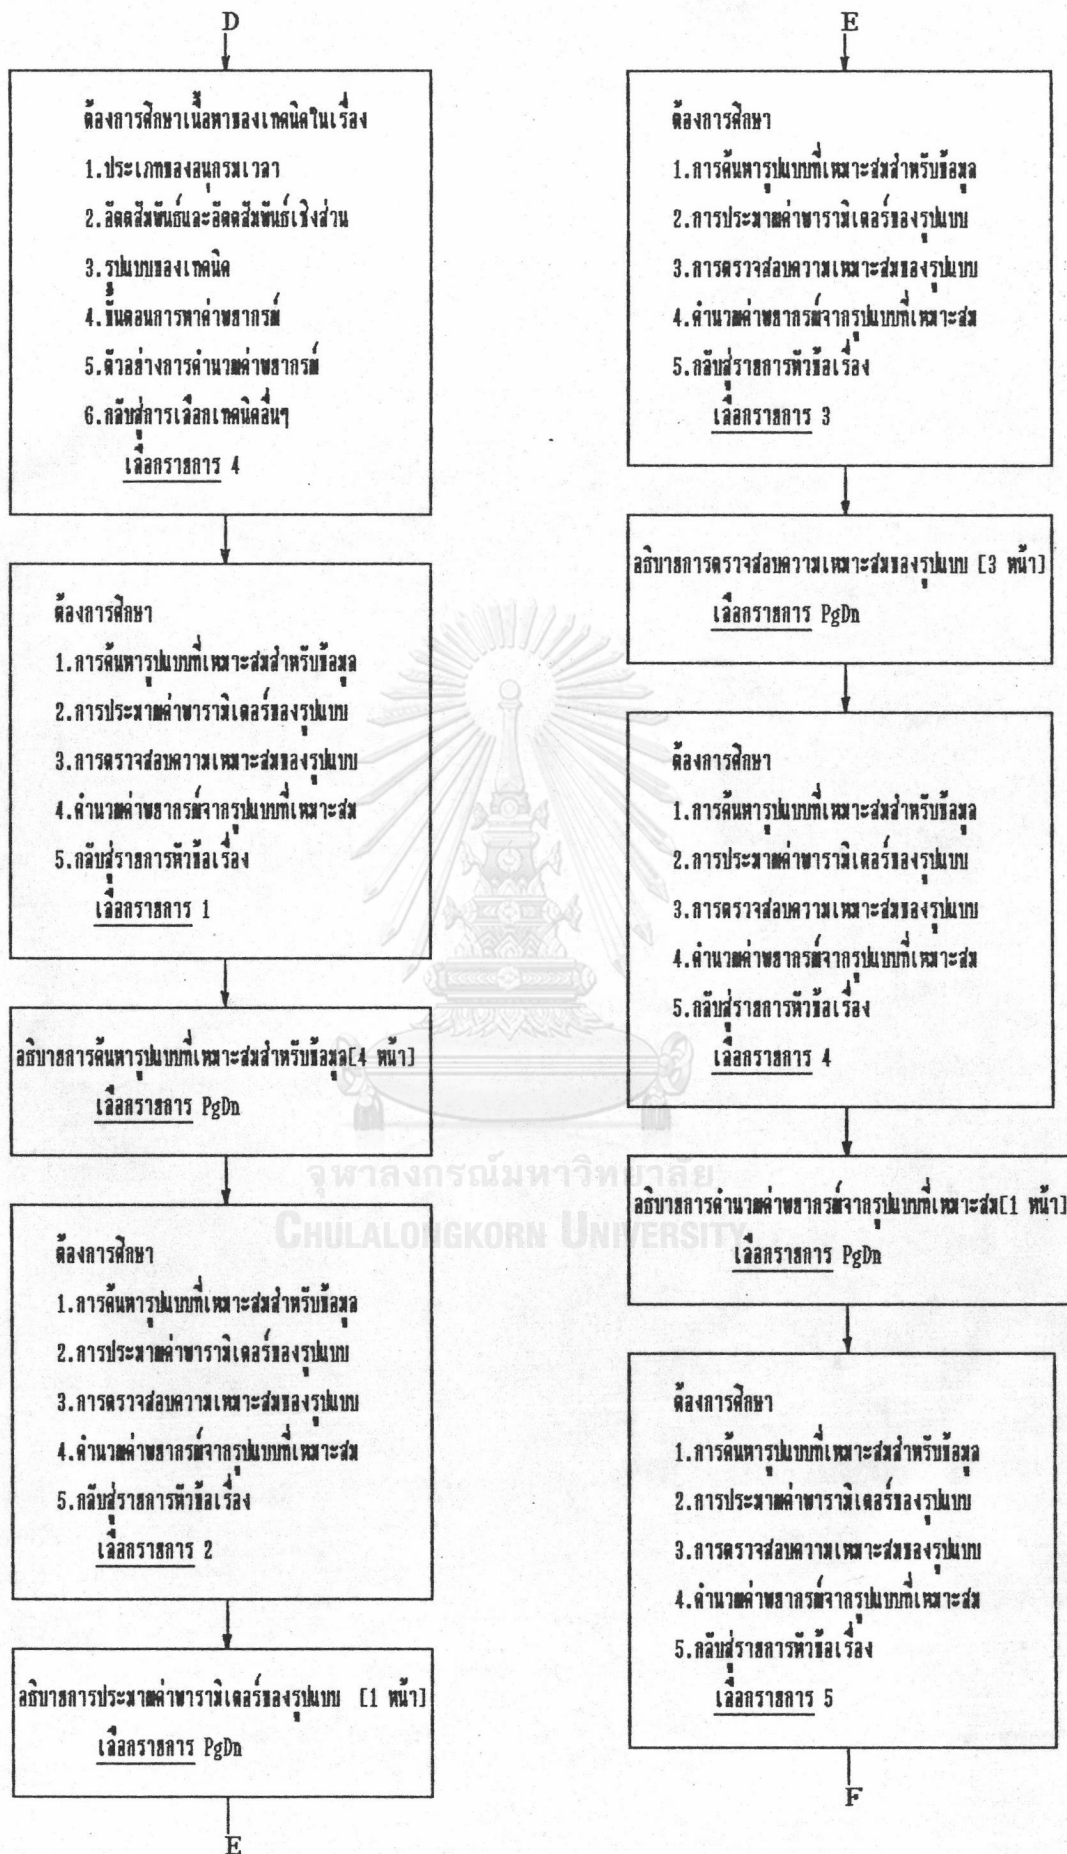 D
ต้องการศึกษาเนื้อหาของเทคนิคในเรื่อง
1.ประเภทของอนุกรมเวลา
2.อัตตสัมพันธ์และอัตตสัมพันธ์เชิงส่วน
3.รูปแบบของเทคนิค
4.ขั้นตอนการหาค่าพยากรณ์
5.ตัวอย่างการคำนวณค่าพยากรณ์
6.กลับสู่การเลือกเทคนิคอื่นๆ
เลือกรายการ 4
ต้องการศึกษา
1.การค้นหารูปแบบที่เหมาะสมสำหรับข้อมูล
2.การประมาณค่าพารามิเตอร์ของรูปแบบ
3.การตรวจสอบความเหมาะสมของรูปแบบ
4.คำนวณค่าพยากรณ์จากรูปแบบที่เหมาะสม
5.กลับสู่รายการหัวข้อเรื่อง
เลือกรายการ 1
อธิบายการค้นหารูปแบบที่เหมาะสมสำหรับข้อมูล[4 หน้า]
เลือกรายการ PgDn
ต้องการศึกษา
1.การค้นหารูปแบบที่เหมาะสมสำหรับข้อมูล
2.การประมาณค่าพารามิเตอร์ของรูปแบบ
3.การตรวจสอบความเหมาะสมของรูปแบบ
4.คำนวณค่าพยากรณ์จากรูปแบบที่เหมาะสม
5.กลับสู่รายการหัวข้อเรื่อง
เลือกรายการ 2
อธิบายการประมาณค่าพารามิเตอร์ของรูปแบบ [1 หน้า]
เลือกรายการ PgDn
E
E
ต้องการศึกษา
1.การค้นหารูปแบบที่เหมาะสมสำหรับข้อมูล
2.การประมาณค่าพารามิเตอร์ของรูปแบบ
3.การตรวจสอบความเหมาะสมของรูปแบบ
4.คำนวณค่าพยากรณ์จากรูปแบบที่เหมาะสม
5.กลับสู่รายการหัวข้อเรื่อง
เลือกรายการ 3
อธิบายการตรวจสอบความเหมาะสมของรูปแบบ [3 หน้า]
เลือกรายการ PgDn
ต้องการศึกษา
1.การค้นหารูปแบบที่เหมาะสมสำหรับข้อมูล
2.การประมาณค่าพารามิเตอร์ของรูปแบบ
3.การตรวจสอบความเหมาะสมของรูปแบบ
4.คำนวณค่าพยากรณ์จากรูปแบบที่เหมาะสม
5.กลับสู่รายการหัวข้อเรื่อง
เลือกรายการ 4
อธิบายการคำนวณค่าพยากรณ์จากรูปแบบที่เหมาะสม[1 หน้า]
เลือกรายการ PgDn
ต้องการศึกษา
1.การค้นหารูปแบบที่เหมาะสมสำหรับข้อมูล
2.การประมาณค่าพารามิเตอร์ของรูปแบบ
3.การตรวจสอบความเหมาะสมของรูปแบบ
4.คำนวณค่าพยากรณ์จากรูปแบบที่เหมาะสม
5.กลับสู่รายการหัวข้อเรื่อง
เลือกรายการ 5
F
จุฬาลงกรณ์มหาวิทยาลัย
CHULALONGKORN UNIVERSITY